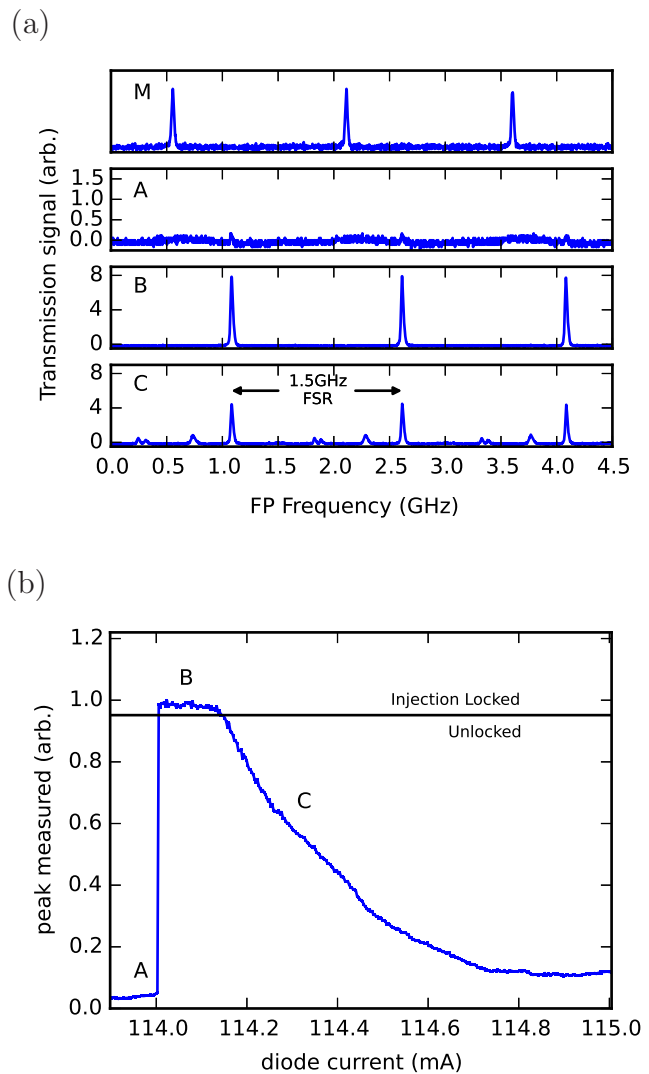 (a)
Transmission signal (arb.)
M
A
1.5
1.0
0.5
0.0
B
8
4
0
C
8
4
0
1.5GHz
FSR
0.0 0.5 1.0 1.5 2.0 2.5 3.0 3.5 4.0 4.5
FP Frequency (GHz)
(b)
peak measured (arb.)
1.2
1.0
0.8
0.6
0.4
0.2
0.0
B
Injection Locked
Unlocked
C
A
114.0 114.2 114.4 114.6 114.8 115.0
diode current (mA)